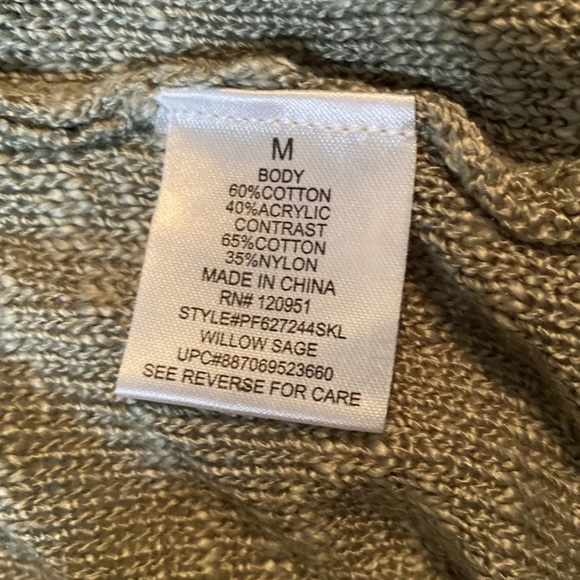 M
BODY
60%COTTON
40%ACRYLIC
CONTRAST
65%COTTON
35%NYLON
MADE IN CHINA
RN# 120951
STYLE#PF627244SKL
WILLOW SAGE
UPC#887069523660
SEE REVERSE FOR CARE